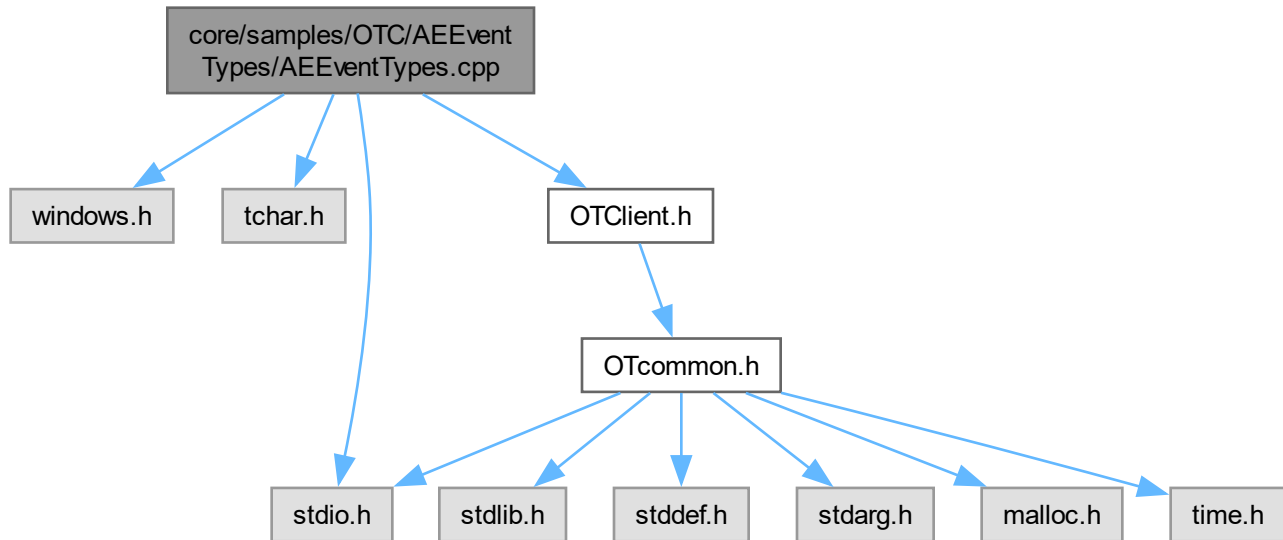 core/samples/OTC/AEEvent
Types/AEEventTypes.cpp
windows.h
tchar.h
OTClient.h
OTcommon.h
stdio.h
stdlib.h
stddef.h
stdarg.h
malloc.h
time.h